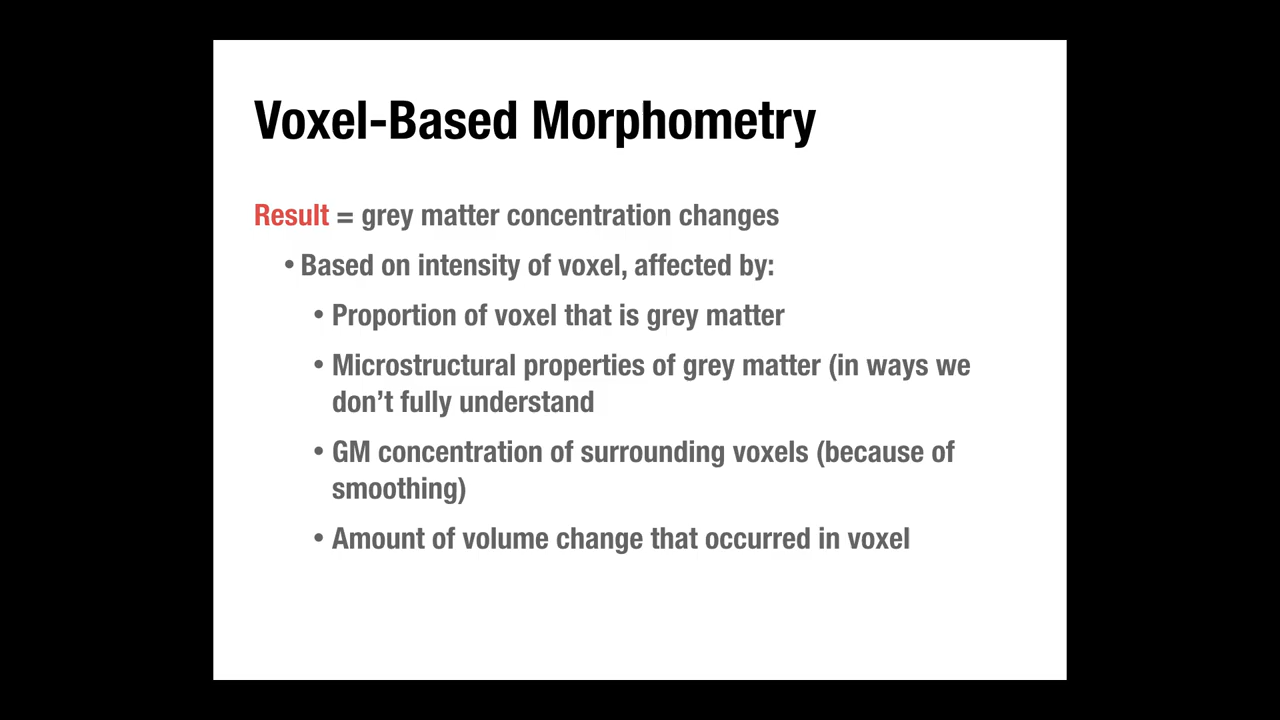 Voxel-Based Morphometry
Result = grey matter concentration changes
• Based on intensity of voxel, affected by:
• Proportion of voxel that is grey matter
• Microstructural properties of grey matter (in ways we
don’t fully understand
• GM concentration of surrounding voxels (because of
smoothing)
• Amount of volume change that occurred in voxel